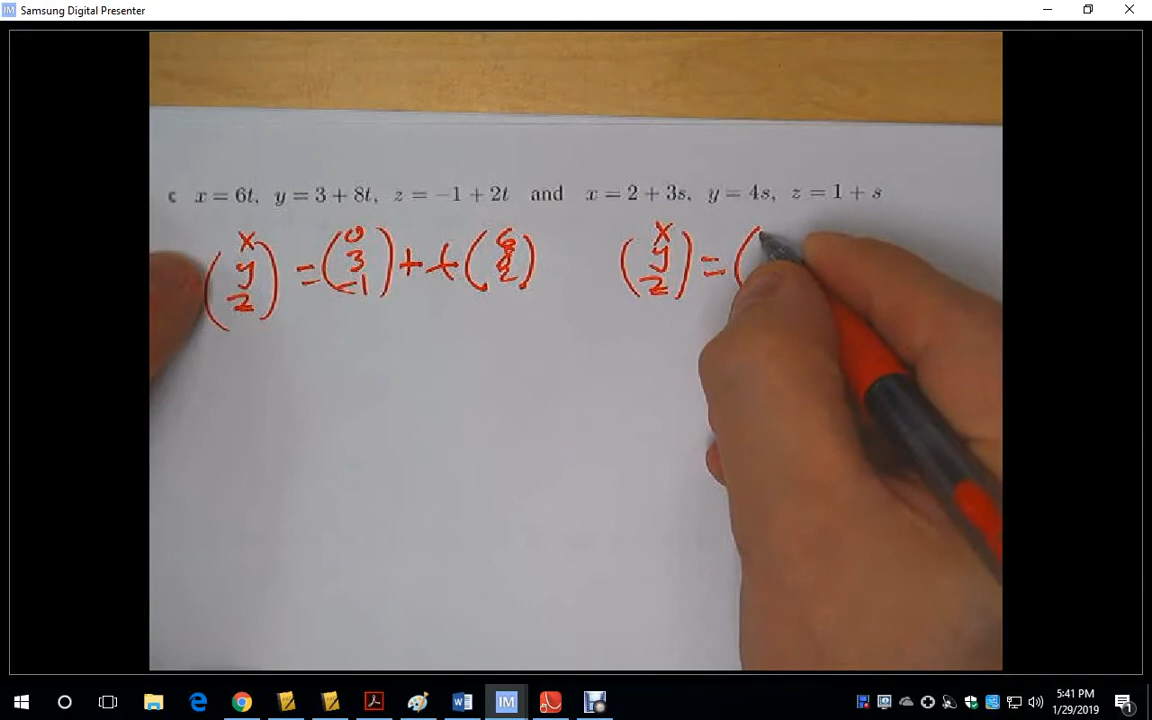 Samsung Digital Presenter
c x = 6t, y = 3 + 8t, z = −1 + 2t and x = 2 + 3s, y = 4s, z = 1 + s
(x y z) = (0 3 −1) + t (6 8 2) (x y z) = (
5:41 PM
1/29/2019